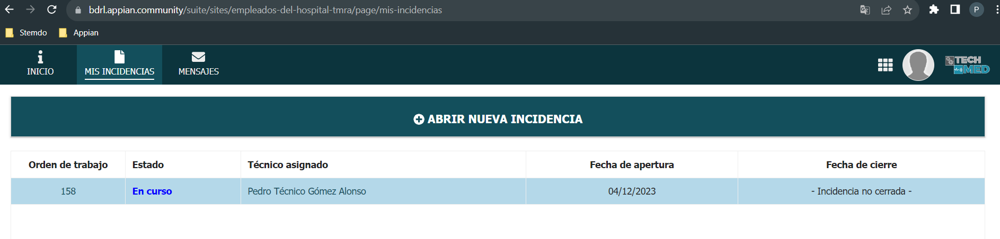 bdrl.appian.community/suite/sites/empleados-del-hospital-tmra/page/mis-incidencias
P
Stemdo Appian
INICIO MIS INCIDENCIAS MENSAJES
TECH
MED
ABRIR NUEVA INCIDENCIA
Orden de trabajo Estado Técnico asignado Fecha de apertura Fecha de cierre
158 En curso Pedro Técnico Gómez Alonso 04/12/2023 - Incidencia no cerrada -